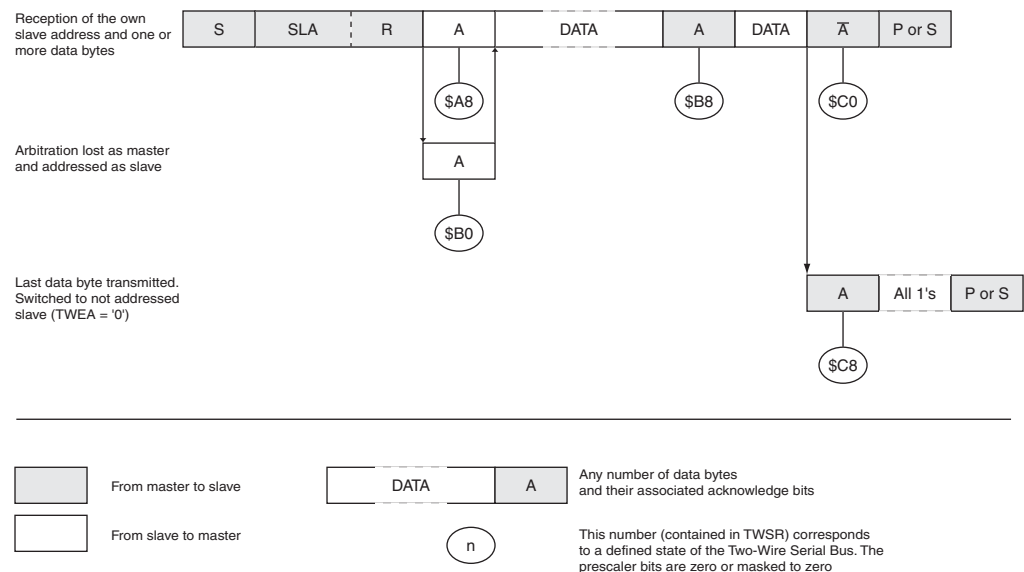 Reception of the own
slave address and one or
more data bytes
S SLA R A DATA A DATA A̅ P or S
$A8 $B8 $C0
Arbitration lost as master
and addressed as slave
A
$B0
Last data byte transmitted.
Switched to not addressed
slave (TWEA = '0')
A All 1's P or S
$C8
From master to slave
DATA A
Any number of data bytes
and their associated acknowledge bits
From slave to master
n
This number (contained in TWSR) corresponds
to a defined state of the Two-Wire Serial Bus. The
prescaler bits are zero or masked to zero